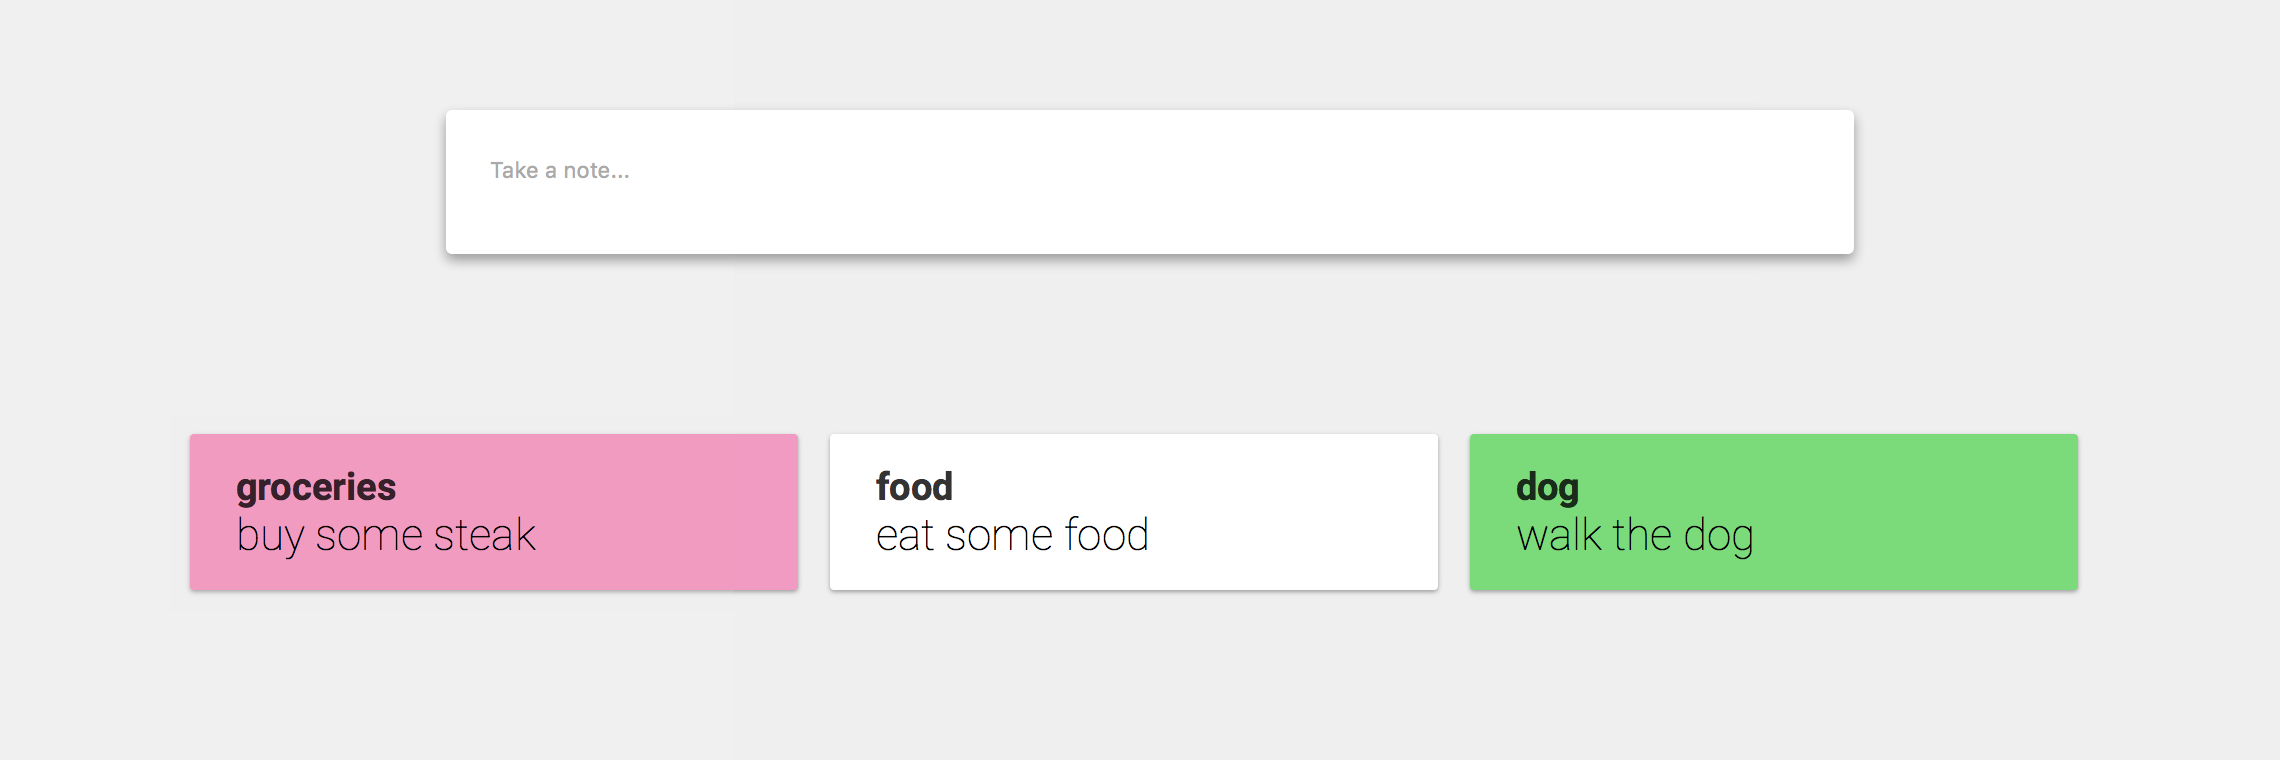 Take a note...
groceries
buy some steak
food
eat some food
dog
walk the dog